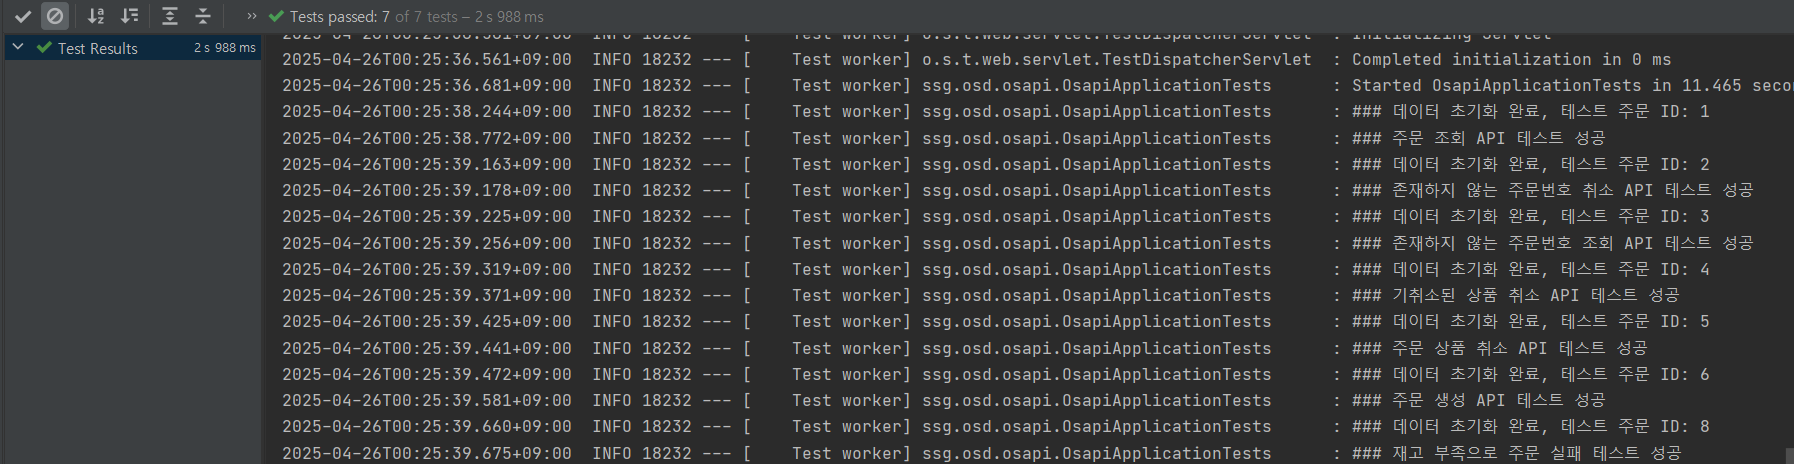 Tests passed: 7 of 7 tests – 2 s 988 ms
Test Results 2 s 988 ms
2025-04-26T00:25:36.561+09:00 INFO 18232 --- [ Test worker] o.s.t.web.servlet.TestDispatcherServlet : Initializing Servlet
2025-04-26T00:25:36.561+09:00 INFO 18232 --- [ Test worker] o.s.t.web.servlet.TestDispatcherServlet : Completed initialization in 0 ms
2025-04-26T00:25:36.681+09:00 INFO 18232 --- [ Test worker] ssg.osd.osapi.OsapiApplicationTests : Started OsapiApplicationTests in 11.465 secon
2025-04-26T00:25:38.244+09:00 INFO 18232 --- [ Test worker] ssg.osd.osapi.OsapiApplicationTests : ### 데이터 초기화 완료, 테스트 주문 ID: 1
2025-04-26T00:25:38.772+09:00 INFO 18232 --- [ Test worker] ssg.osd.osapi.OsapiApplicationTests : ### 주문 조회 API 테스트 성공
2025-04-26T00:25:39.163+09:00 INFO 18232 --- [ Test worker] ssg.osd.osapi.OsapiApplicationTests : ### 데이터 초기화 완료, 테스트 주문 ID: 2
2025-04-26T00:25:39.178+09:00 INFO 18232 --- [ Test worker] ssg.osd.osapi.OsapiApplicationTests : ### 존재하지 않는 주문번호 취소 API 테스트 성공
2025-04-26T00:25:39.225+09:00 INFO 18232 --- [ Test worker] ssg.osd.osapi.OsapiApplicationTests : ### 데이터 초기화 완료, 테스트 주문 ID: 3
2025-04-26T00:25:39.256+09:00 INFO 18232 --- [ Test worker] ssg.osd.osapi.OsapiApplicationTests : ### 존재하지 않는 주문번호 조회 API 테스트 성공
2025-04-26T00:25:39.319+09:00 INFO 18232 --- [ Test worker] ssg.osd.osapi.OsapiApplicationTests : ### 데이터 초기화 완료, 테스트 주문 ID: 4
2025-04-26T00:25:39.371+09:00 INFO 18232 --- [ Test worker] ssg.osd.osapi.OsapiApplicationTests : ### 기취소된 상품 취소 API 테스트 성공
2025-04-26T00:25:39.425+09:00 INFO 18232 --- [ Test worker] ssg.osd.osapi.OsapiApplicationTests : ### 데이터 초기화 완료, 테스트 주문 ID: 5
2025-04-26T00:25:39.441+09:00 INFO 18232 --- [ Test worker] ssg.osd.osapi.OsapiApplicationTests : ### 주문 상품 취소 API 테스트 성공
2025-04-26T00:25:39.472+09:00 INFO 18232 --- [ Test worker] ssg.osd.osapi.OsapiApplicationTests : ### 데이터 초기화 완료, 테스트 주문 ID: 6
2025-04-26T00:25:39.581+09:00 INFO 18232 --- [ Test worker] ssg.osd.osapi.OsapiApplicationTests : ### 주문 생성 API 테스트 성공
2025-04-26T00:25:39.660+09:00 INFO 18232 --- [ Test worker] ssg.osd.osapi.OsapiApplicationTests : ### 데이터 초기화 완료, 테스트 주문 ID: 8
2025-04-26T00:25:39.675+09:00 INFO 18232 --- [ Test worker] ssg.osd.osapi.OsapiApplicationTests : ### 재고 부족으로 주문 실패 테스트 성공